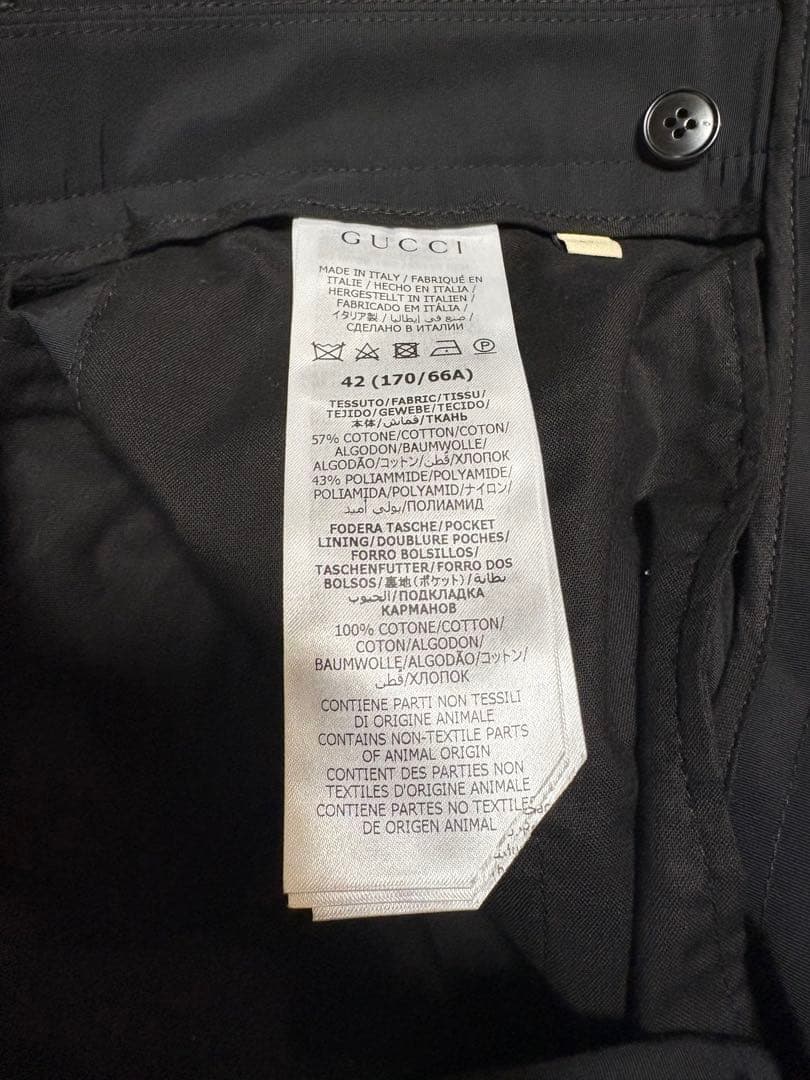 GUCCI
MADE IN ITALY / FABRIQUÉ EN
ITALIE / HECHO EN ITALIA /
HERGESTELLT IN ITALIEN /
FABRICADO EM ITÁLIA /
イタリア製 / صنع في إيطاليا /
СДЕЛАНО В ИТАЛИИ
P
42 (170/66A)
TESSUTO/FABRIC/TISSU/
TEJIDO/GEWEBE/TECIDO/
本体/قماش/ТКАНЬ
57% COTONE/COTTON/COTON/
ALGODON/BAUMWOLLE/
ALGODÃO/コットン/قطن/ХЛОПОК
43% POLIAMMIDE/POLYAMIDE/
POLIAMIDA/POLYAMID/ナイロン/
بولي أميد/ПОЛИАМИД
FODERA TASCHE/POCKET
LINING/DOUBLURE POCHES/
FORRO BOLSILLOS/
TASCHENFUTTER/FORRO DOS
BOLSOS/裏地(ポケット)/بطانة
الجيوب/ПОДКЛАДКА
КАРМАНОВ
100% COTONE/COTTON/
COTON/ALGODON/
BAUMWOLLE/ALGODÃO/コットン/
قطن/ХЛОПОК
CONTIENE PARTI NON TESSILI
DI ORIGINE ANIMALE
CONTAINS NON-TEXTILE PARTS
OF ANIMAL ORIGIN
CONTIENT DES PARTIES NON
TEXTILES D'ORIGINE ANIMALE
CONTIENE PARTES NO TEXTILES
DE ORIGEN ANIMAL